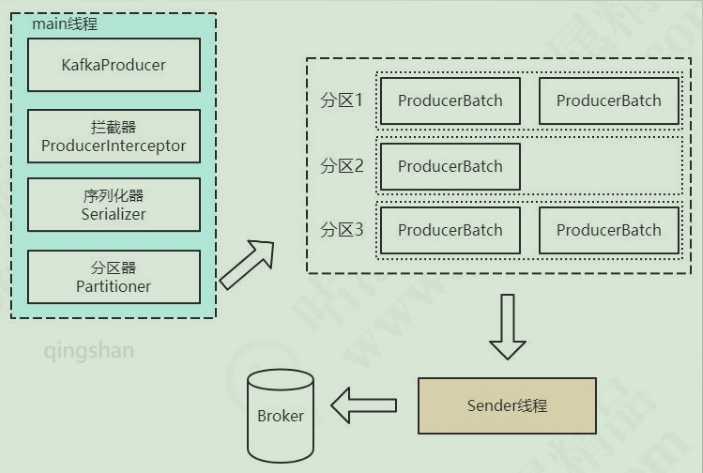 main线程
KafkaProducer
拦截器
ProducerInterceptor
序列化器
Serializer
分区器
Partitioner
分区1
ProducerBatch
ProducerBatch
分区2
ProducerBatch
分区3
ProducerBatch
ProducerBatch
qingshan
Broker
Sender线程